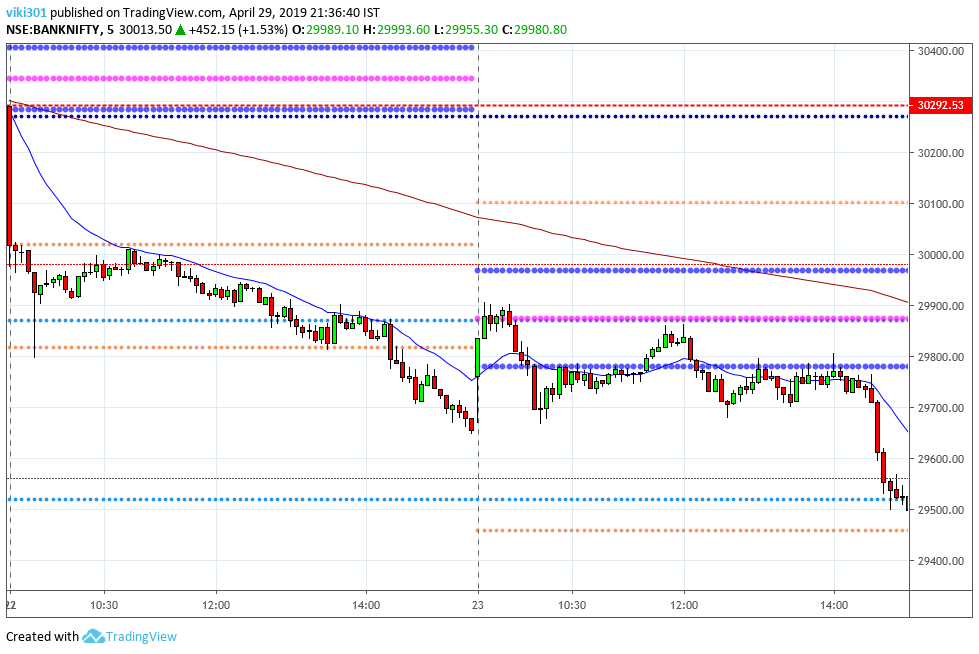 viki301 published on TradingView.com, April 29, 2019 21:36:40 IST
NSE:BANKNIFTY, 5 30013.50 ▲ +452.15 (+1.53%) O:29989.10 H:29993.60 L:29955.30 C:29980.80
30400.00
30292.53
30200.00
30100.00
30000.00
29900.00
29800.00
29700.00
29600.00
29500.00
29400.00
22 10:30 12:00 14:00 23 10:30 12:00 14:00
Created with TradingView